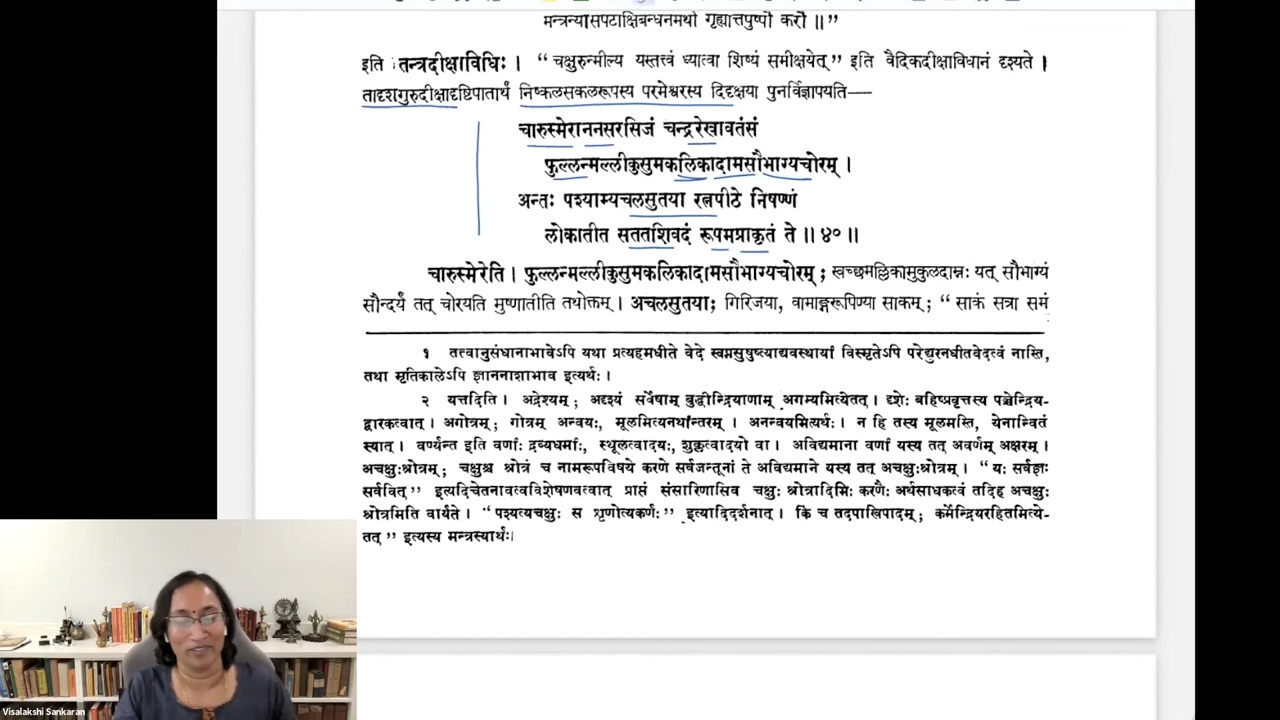 मन्त्रन्यासपटाक्षिबन्धनमथो गृह्यात्तपुष्पौ करौ ॥”
इति तन्त्रदीक्षाविधिः । “चक्षुरुन्मील्य यस्तत्त्वं ध्यात्वा शिष्यं समीक्षयेत्” इति वैदिकदीक्षाविधानं दृश्यते ।
तादृशगुरुदीक्षादृष्टिपातार्थं निष्कलसकलरूपस्य परमेश्वरस्य दिदृक्षया पुनर्विज्ञापयति—
चारुस्मेराननसरसिजं चन्द्ररेखावतंसं
फुल्लन्मल्लीकुसुमकलिकादामसौभाग्यचोरम् ।
अन्तः पश्याम्यचलसुतया रत्नपीठे निषण्णं
लोकातीत सततशिवदं रूपमप्राकृतं ते ॥ ४० ॥
चारुस्मेरेति । फुल्लन्मल्लीकुसुमकलिकादामसौभाग्यचोरम् ; स्वच्छमल्लिकामुकुलदाम्नः यत् सौभाग्यं
सौन्दर्यं तत् चोरयति मुष्णातीति तथोक्तम् । अचलसुतया; गिरिजया, वामाङ्गरूपिण्या साकम् ; “साकं सत्रा समं
१ तत्त्वानुसंधानाभावेऽपि यथा प्रत्यहमधीते वेदे स्वप्नसुषुप्त्याद्यवस्थायां विस्मृतेऽपि परेद्युरनधीतवेदत्वं नास्ति,
तथा मृतिकालेऽपि ज्ञाननाशाभाव इत्यर्थः ।
२ यत्तदिति । अद्रेश्यम् ; अदृश्यं सर्वेषाम् बुद्धीन्द्रियाणाम् अगम्यमित्येतत् । दृशेः बहिष्प्रवृत्तस्य पञ्चेन्द्रिय-
द्वारकत्वात् । अगोत्रम् ; गोत्रम् अन्वयः, मूलमित्यनर्थान्तरम् । अनन्वयमित्यर्थः । न हि तस्य मूलमस्ति, येनान्वितं
स्यात् । वर्ण्यन्त इति वर्णाः द्रव्यधर्माः, स्थूलत्वादयः, शुक्लत्वादयो वा । अविद्यमाना वर्णा यस्य तत् अवर्णम् अक्षरम् ।
अचक्षुःश्रोत्रम् ; चक्षुश्च श्रोत्रं च नामरूपविषये करणे सर्वजन्तूनां ते अविद्यमाने यस्य तत् अचक्षुःश्रोत्रम् । “यः सर्वज्ञः
सर्ववित्” इत्यदिचेतनावत्वविशेषणवत्वात् प्राप्तं संसारिणासिव चक्षुः श्रोत्रादिमिः करणैः अर्थसाधकत्वं तदिह अचक्षुः
श्रोत्रमिति वार्यते । “पश्यत्यचक्षुः स श्रृणोत्यकर्णः” इत्यादिदर्शनात् । किं च तदपाणिपादम् ; कर्मेन्द्रियरहितमित्ये-
तत् ” इत्यस्य मन्त्रस्यार्थः।
Visalakshi Sankaran